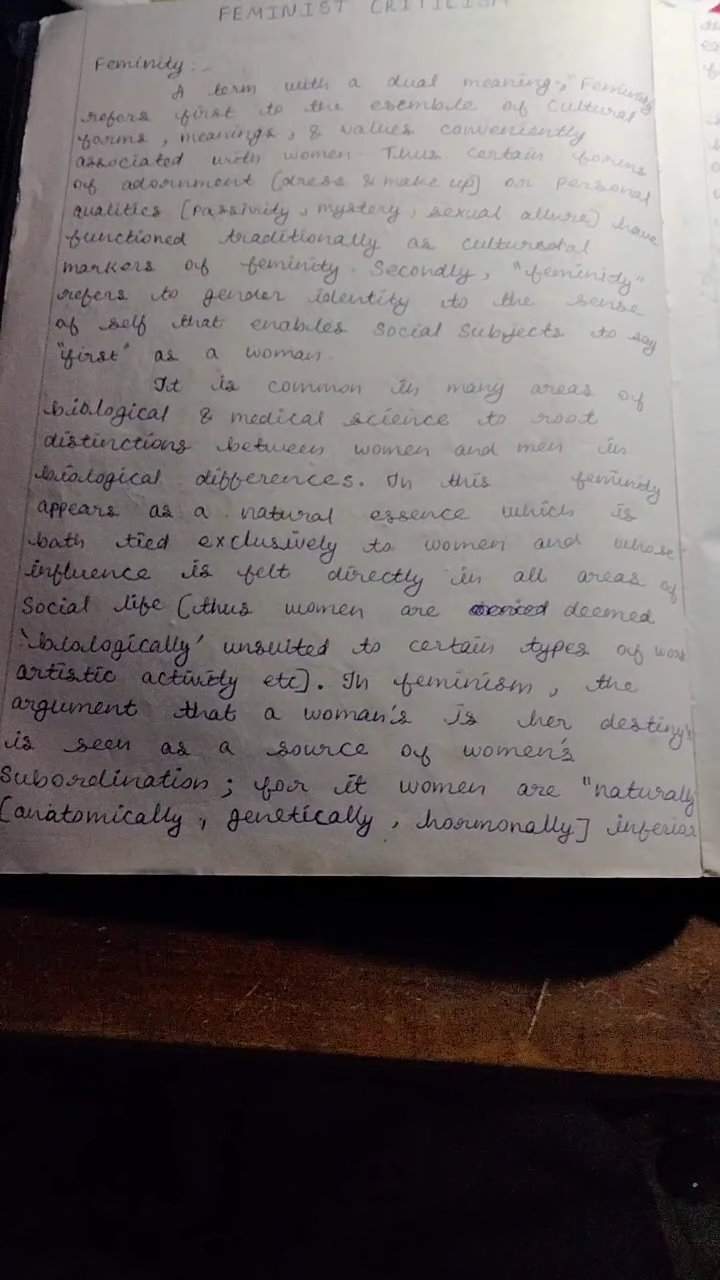 FEMINIST CRITICISM
Feminity :-
A term with a dual meaning, "Feminity
refers first to the esemble of Cultural
forms, meanings, & values conveniently
associated with women Thus certain forms
of adornment [dress & make up] or personal
qualities [passivity, mystery, sexual allure] have
functioned traditionally as culturedal
markers of feminity. Secondly, "feminity"
refers to gender identity to the sense
of self that enables Social Subjects to say
"first" as a woman.
It is common in many areas of
biological & medical science to root
distinctions between women and men in
biological differences. In this feminity
appears as a natural essence which is
bath tied exclusively to women and whose
influence is felt directly in all areas of
Social life [thus women are deemed
'biologically' unsuited to certain types of work
artistic activity etc]. In feminism, the
argument that a woman's is her destiny's
is seen as a source of women's
Subordination; for it women are "naturally
[anatomically, genetically, hormonally] inferior